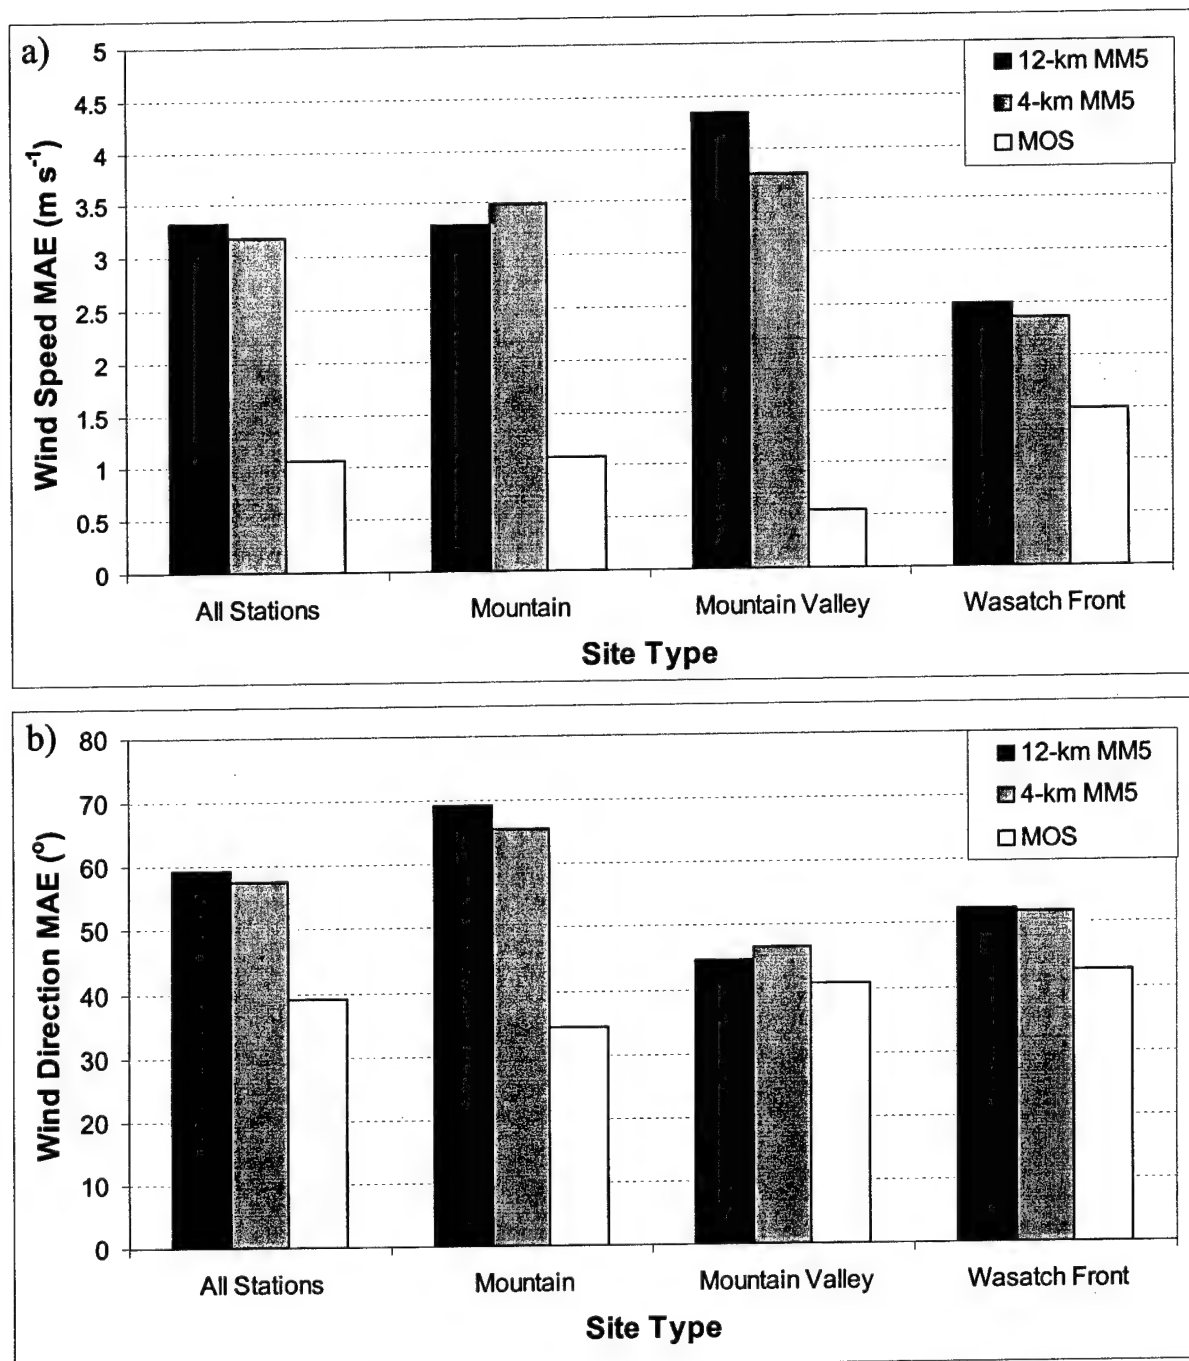 a)
5
4.5
4
3.5
3
2.5
2
1.5
1
0.5
0
Wind Speed MAE (m s⁻¹)
12-km MM5
4-km MM5
MOS
All Stations Mountain Mountain Valley Wasatch Front
Site Type
b)
80
70
60
50
40
30
20
10
0
Wind Direction MAE (º)
12-km MM5
4-km MM5
MOS
All Stations Mountain Mountain Valley Wasatch Front
Site Type